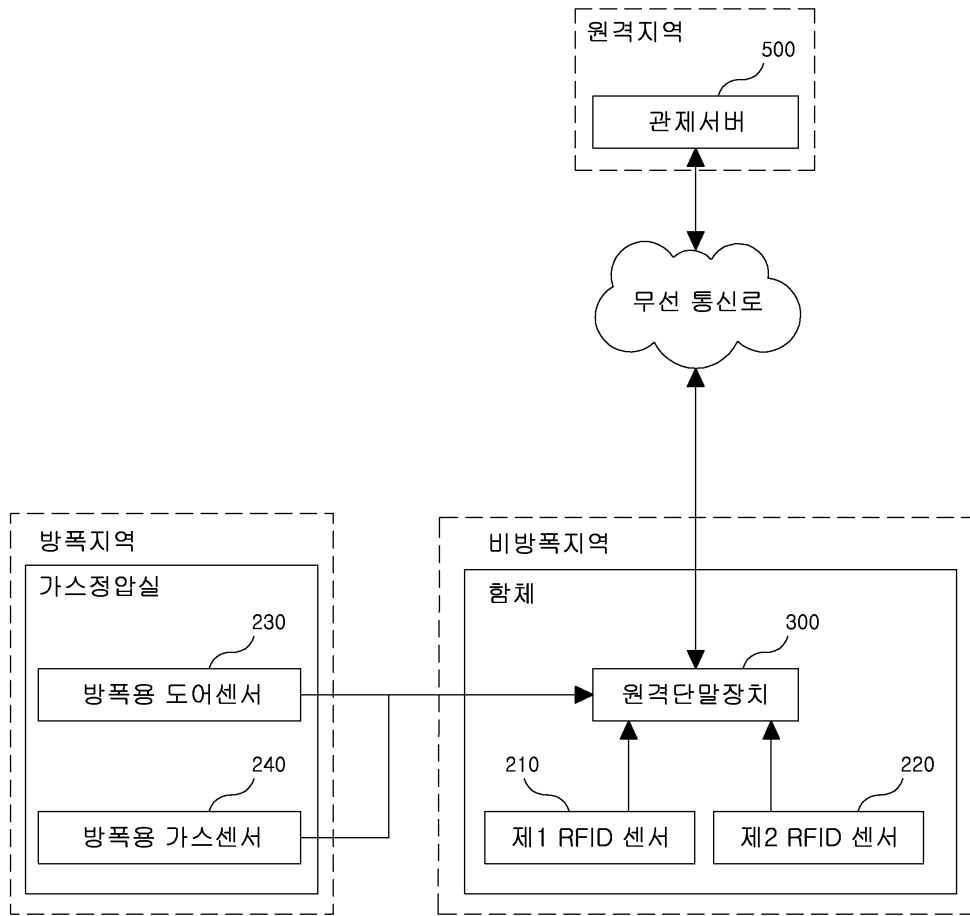 원격지역
500
관제서버
무선 통신로
방폭지역
가스정압실
230
방폭용 도어센서
240
방폭용 가스센서
비방폭지역
함체
300
원격단말장치
210
제1 RFID 센서
220
제2 RFID 센서